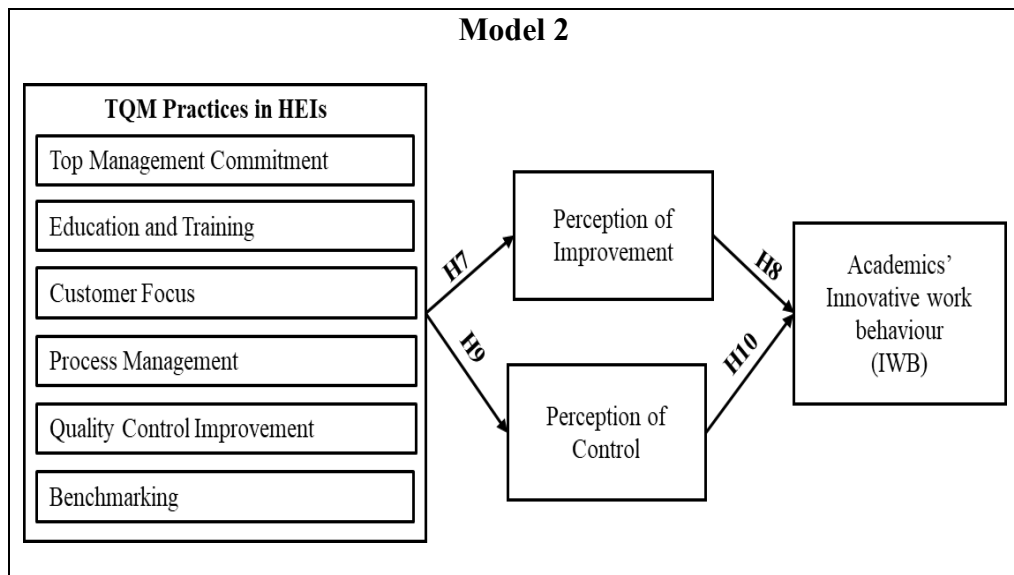 Model 2
TQM Practices in HEIs
Top Management Commitment
Education and Training
Customer Focus
Process Management
Quality Control Improvement
Benchmarking
H7
H9
Perception of
Improvement
Perception of
Control
H8
H10
Academics’
Innovative work
behaviour
(IWB)